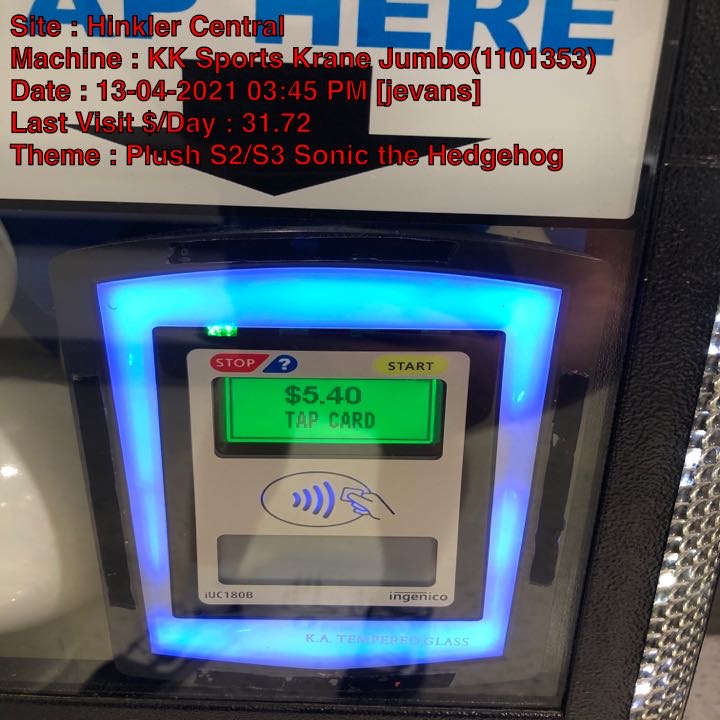 AP HERE
Site : Hinkler Central
Machine : KK Sports Krane Jumbo(1101353)
Date : 13-04-2021 03:45 PM [jevans]
Last Visit $/Day : 31.72
Theme : Plush S2/S3 Sonic the Hedgehog
STOP ? START
$5.40
TAP CARD
iUC180B ingenico
K.A. TEMPERED GLASS